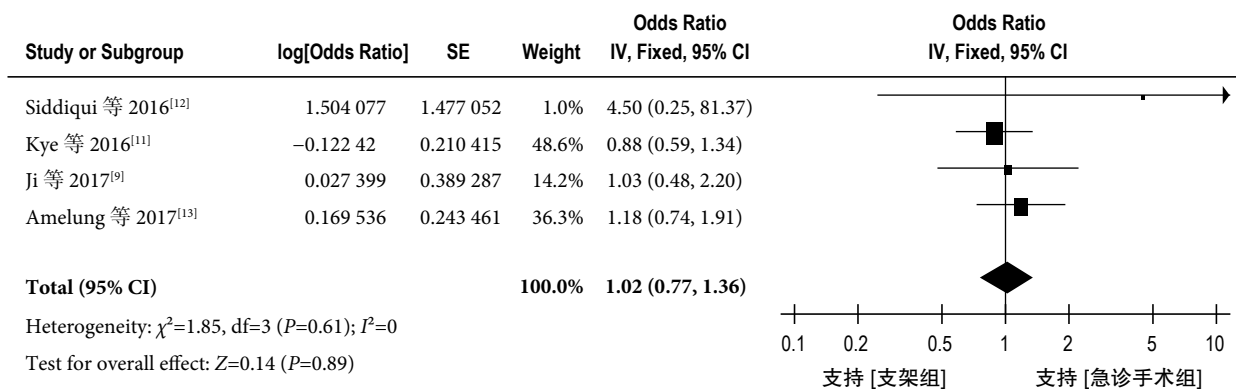 Odds Ratio Odds Ratio
Study or Subgroup log[Odds Ratio] SE Weight IV, Fixed, 95% CI IV, Fixed, 95% CI
Siddiqui 等 2016[12] 1.504 077 1.477 052 1.0% 4.50 (0.25, 81.37)
Kye 等 2016[11] −0.122 42 0.210 415 48.6% 0.88 (0.59, 1.34)
Ji 等 2017[9] 0.027 399 0.389 287 14.2% 1.03 (0.48, 2.20)
Amelung 等 2017[13] 0.169 536 0.243 461 36.3% 1.18 (0.74, 1.91)
Total (95% CI) 100.0% 1.02 (0.77, 1.36)
Heterogeneity: χ²=1.85, df=3 (P=0.61); I²=0
Test for overall effect: Z=0.14 (P=0.89)
0.1 0.2 0.5 1 2 5 10
支持 [支架组] 支持 [急诊手术组]